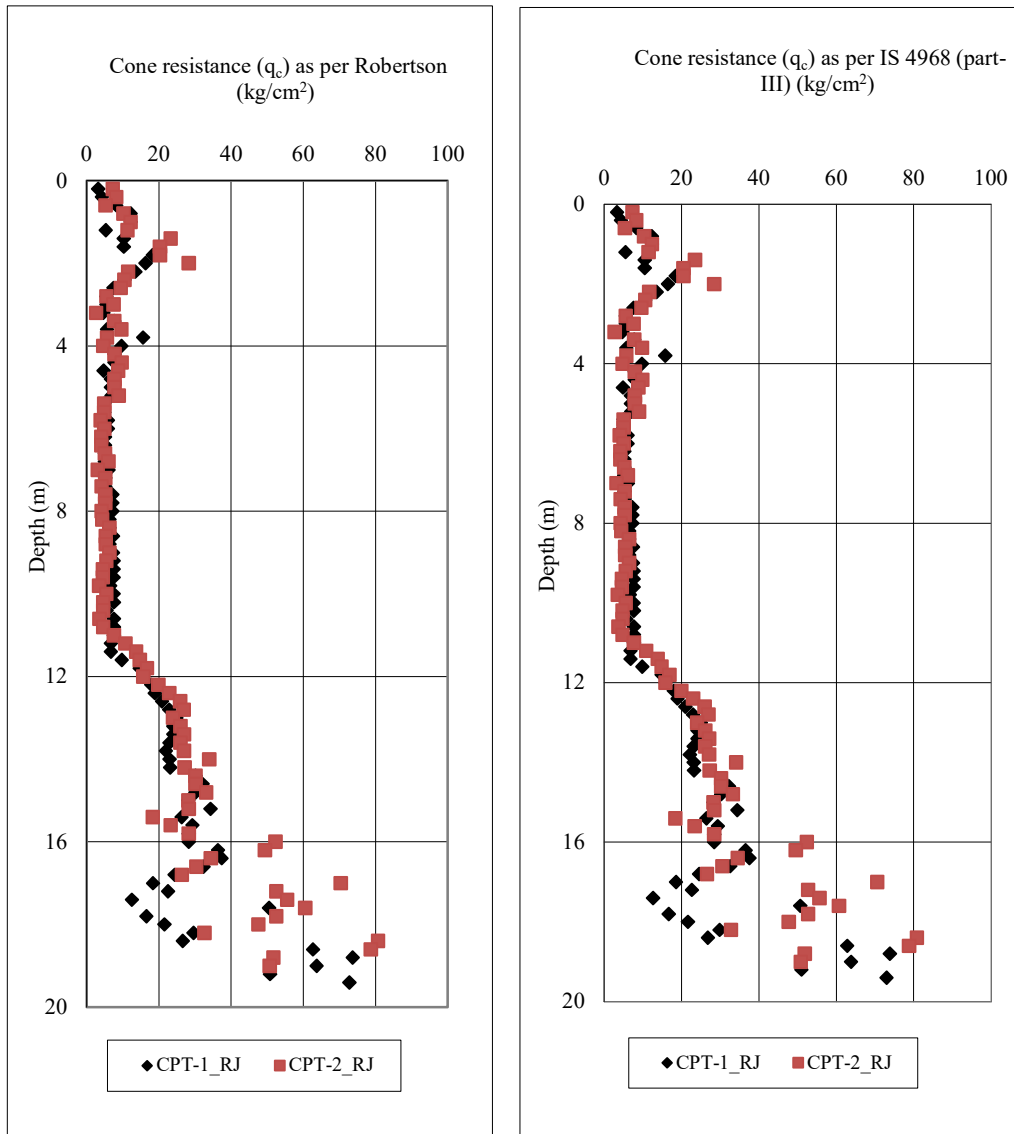 Cone resistance (qc) as per Robertson
(kg/cm²)
0 20 40 60 80 100
0
4
8
12
16
20
Depth (m)
CPT-1_RJ CPT-2_RJ
Cone resistance (qc) as per IS 4968 (part-
III) (kg/cm²)
0 20 40 60 80 100
0
4
8
12
16
20
Depth (m)
CPT-1_RJ CPT-2_RJ